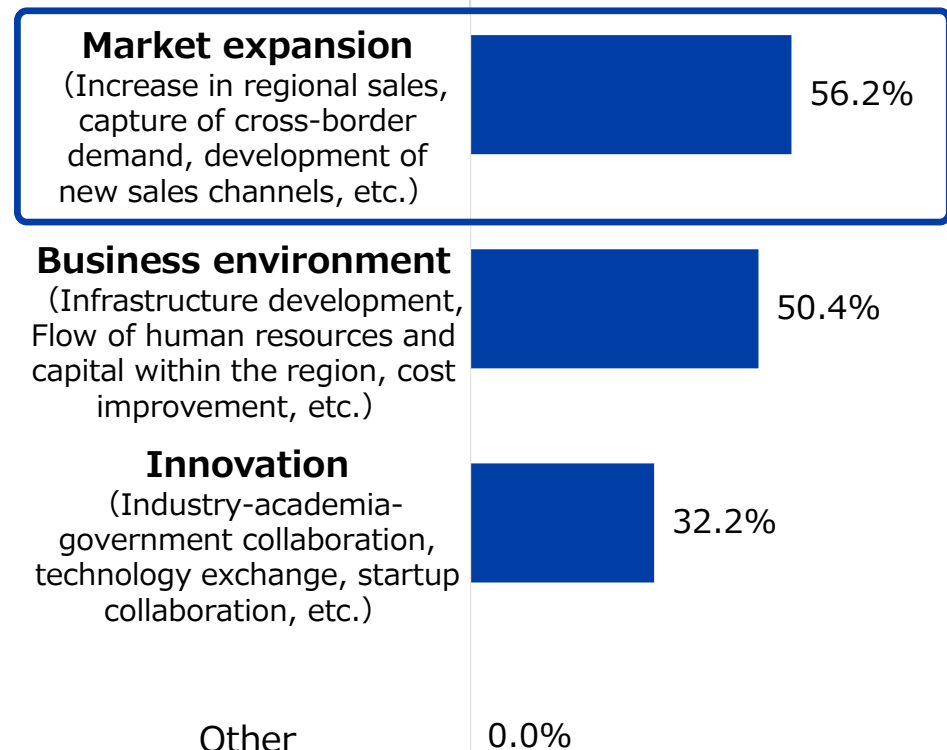 Market expansion
（Increase in regional sales,
capture of cross-border
demand, development of
new sales channels, etc.）
56.2%
Business environment
（Infrastructure development,
Flow of human resources and
capital within the region, cost
improvement, etc.）
50.4%
Innovation
（Industry-academia-
government collaboration,
technology exchange, startup
collaboration, etc.）
32.2%
Other
0.0%